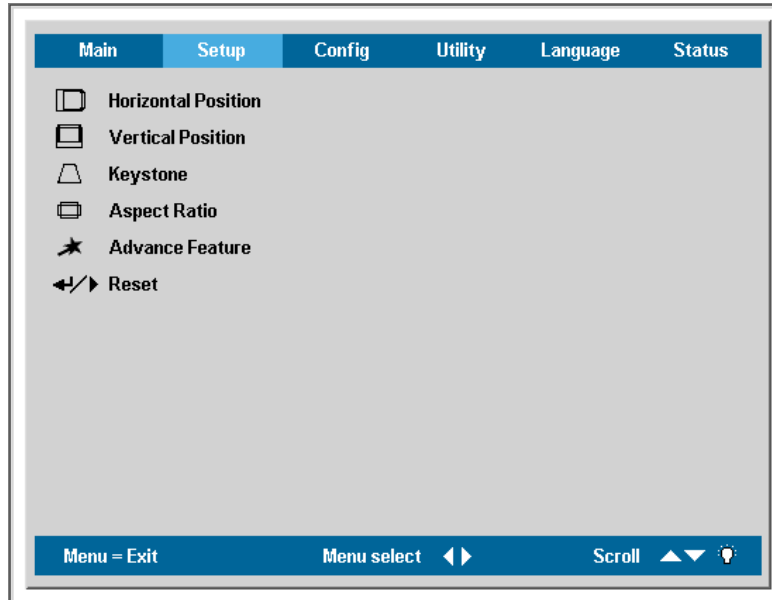 Main Setup Config Utility Language Status
Horizontal Position
Vertical Position
Keystone
Aspect Ratio
Advance Feature
Reset
Menu = Exit Menu select Scroll